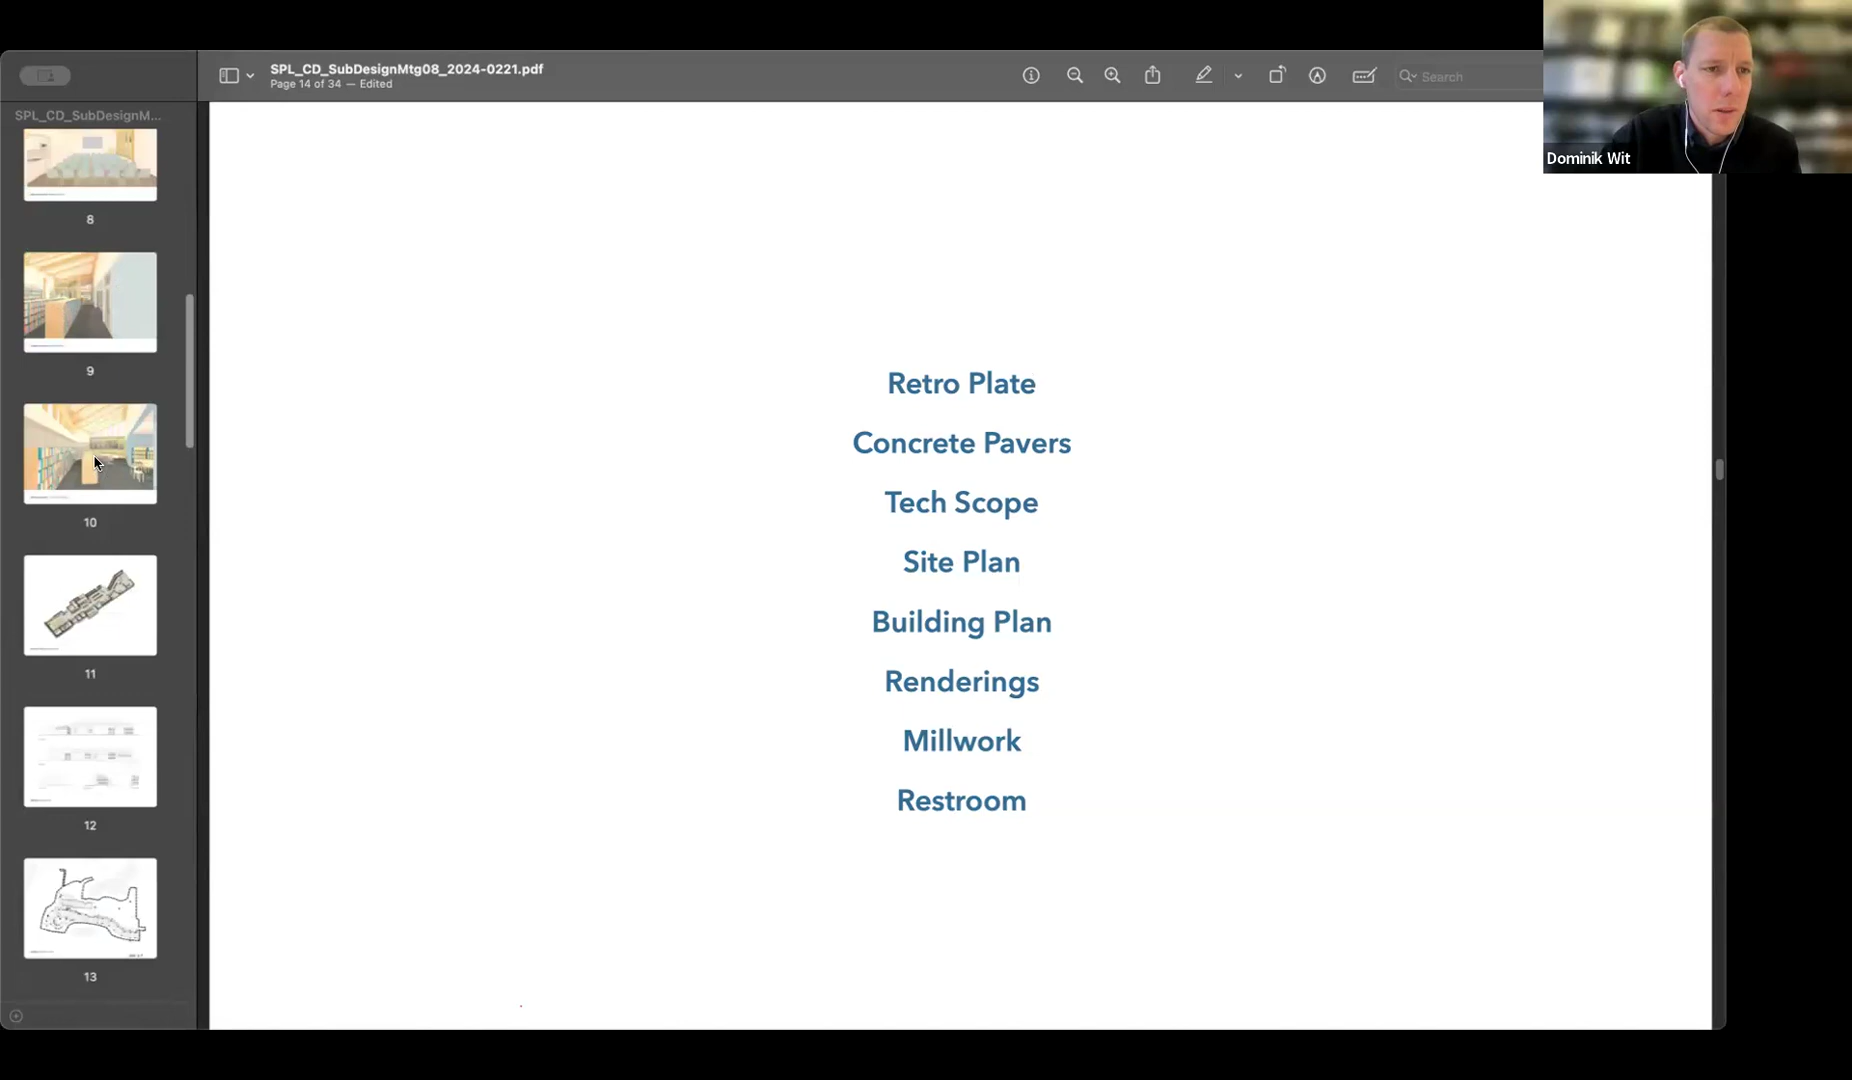 SPL_CD_SubDesignMtg08_2024-0221.pdf
Page 14 of 34 — Edited
Search
Dominik Wit
SPL_CD_SubDesignM...
8
9
10
11
12
13
Retro Plate
Concrete Pavers
Tech Scope
Site Plan
Building Plan
Renderings
Millwork
Restroom